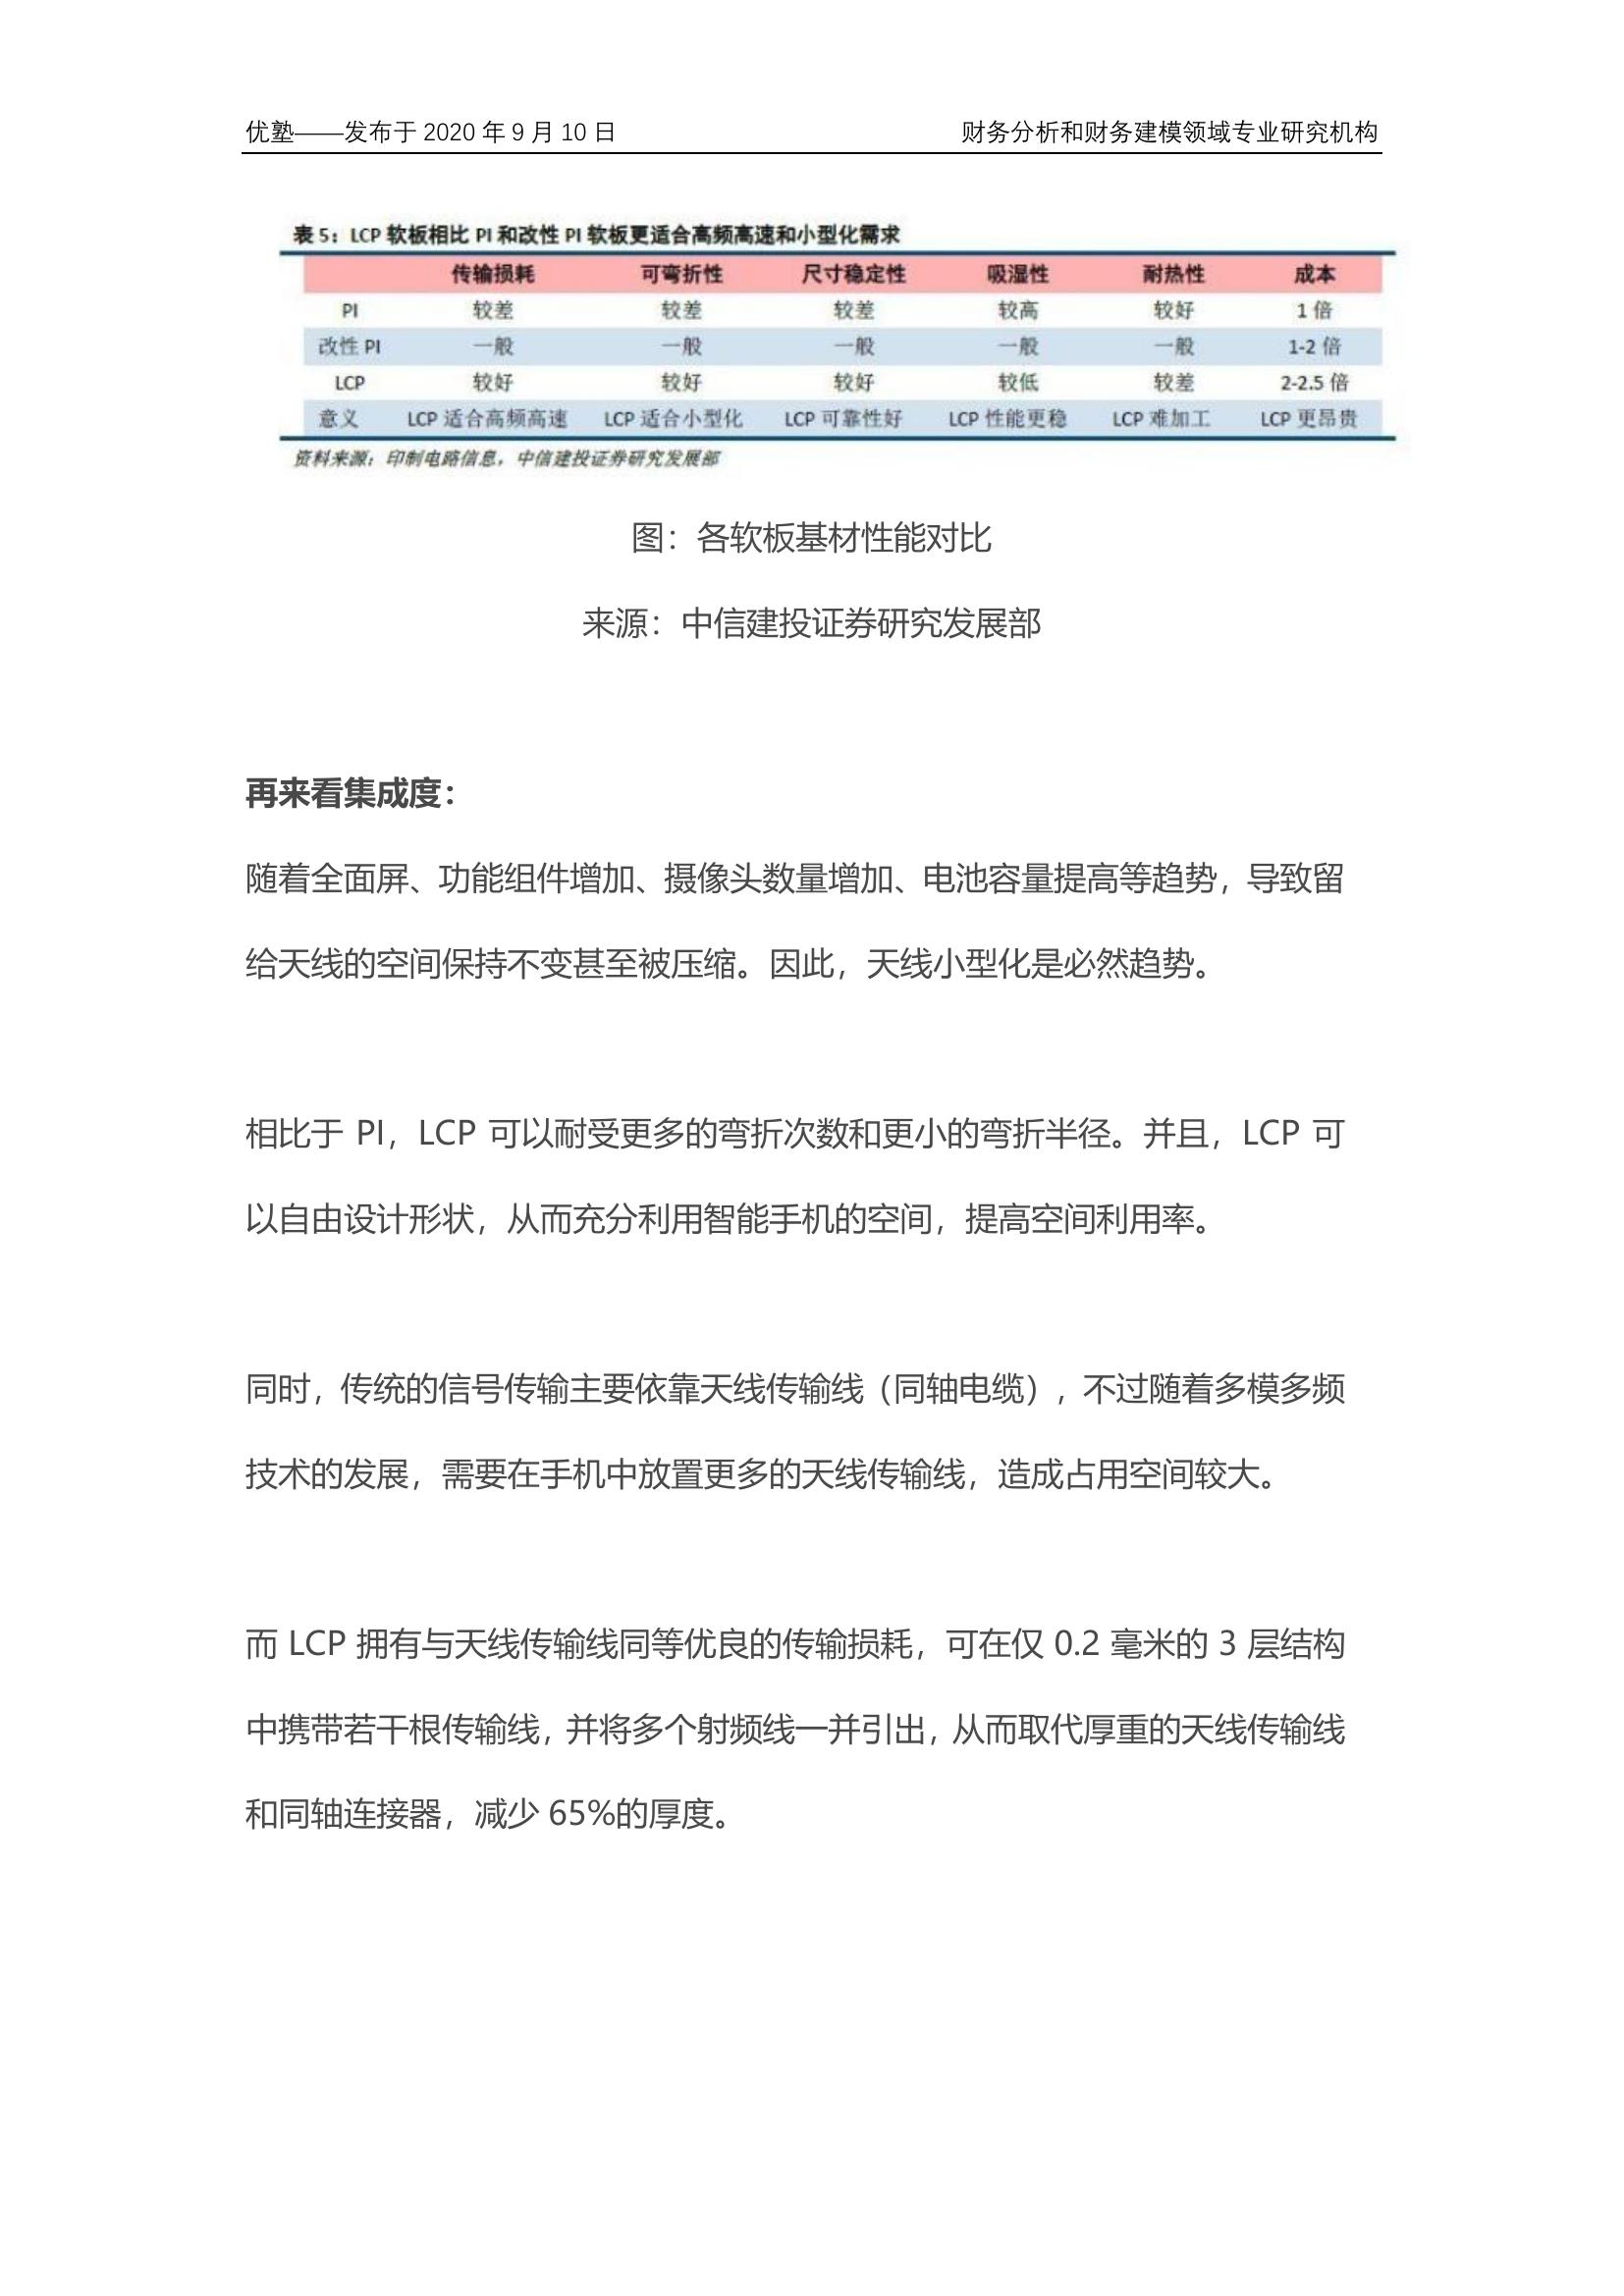 优塾——发布于 2020 年 9 月 10 日 财务分析和财务建模领域专业研究机构
表 5：LCP 软板相比 PI 和改性 PI 软板更适合高频高速和小型化需求
传输损耗 可弯折性 尺寸稳定性 吸湿性 耐热性 成本
PI 较差 较差 较差 较高 较好 1 倍
改性 PI 一般 一般 一般 一般 一般 1-2 倍
LCP 较好 较好 较好 较低 较差 2-2.5 倍
意义 LCP 适合高频高速 LCP 适合小型化 LCP 可靠性好 LCP 性能更稳 LCP 难加工 LCP 更昂贵
资料来源：印制电路信息，中信建投证券研究发展部
图：各软板基材性能对比
来源：中信建投证券研究发展部
再来看集成度：
随着全面屏、功能组件增加、摄像头数量增加、电池容量提高等趋势，导致留
给天线的空间保持不变甚至被压缩。因此，天线小型化是必然趋势。
相比于 PI，LCP 可以耐受更多的弯折次数和更小的弯折半径。并且，LCP 可
以自由设计形状，从而充分利用智能手机的空间，提高空间利用率。
同时，传统的信号传输主要依靠天线传输线（同轴电缆），不过随着多模多频
技术的发展，需要在手机中放置更多的天线传输线，造成占用空间较大。
而 LCP 拥有与天线传输线同等优良的传输损耗，可在仅 0.2 毫米的 3 层结构
中携带若干根传输线，并将多个射频线一并引出，从而取代厚重的天线传输线
和同轴连接器，减少 65%的厚度。